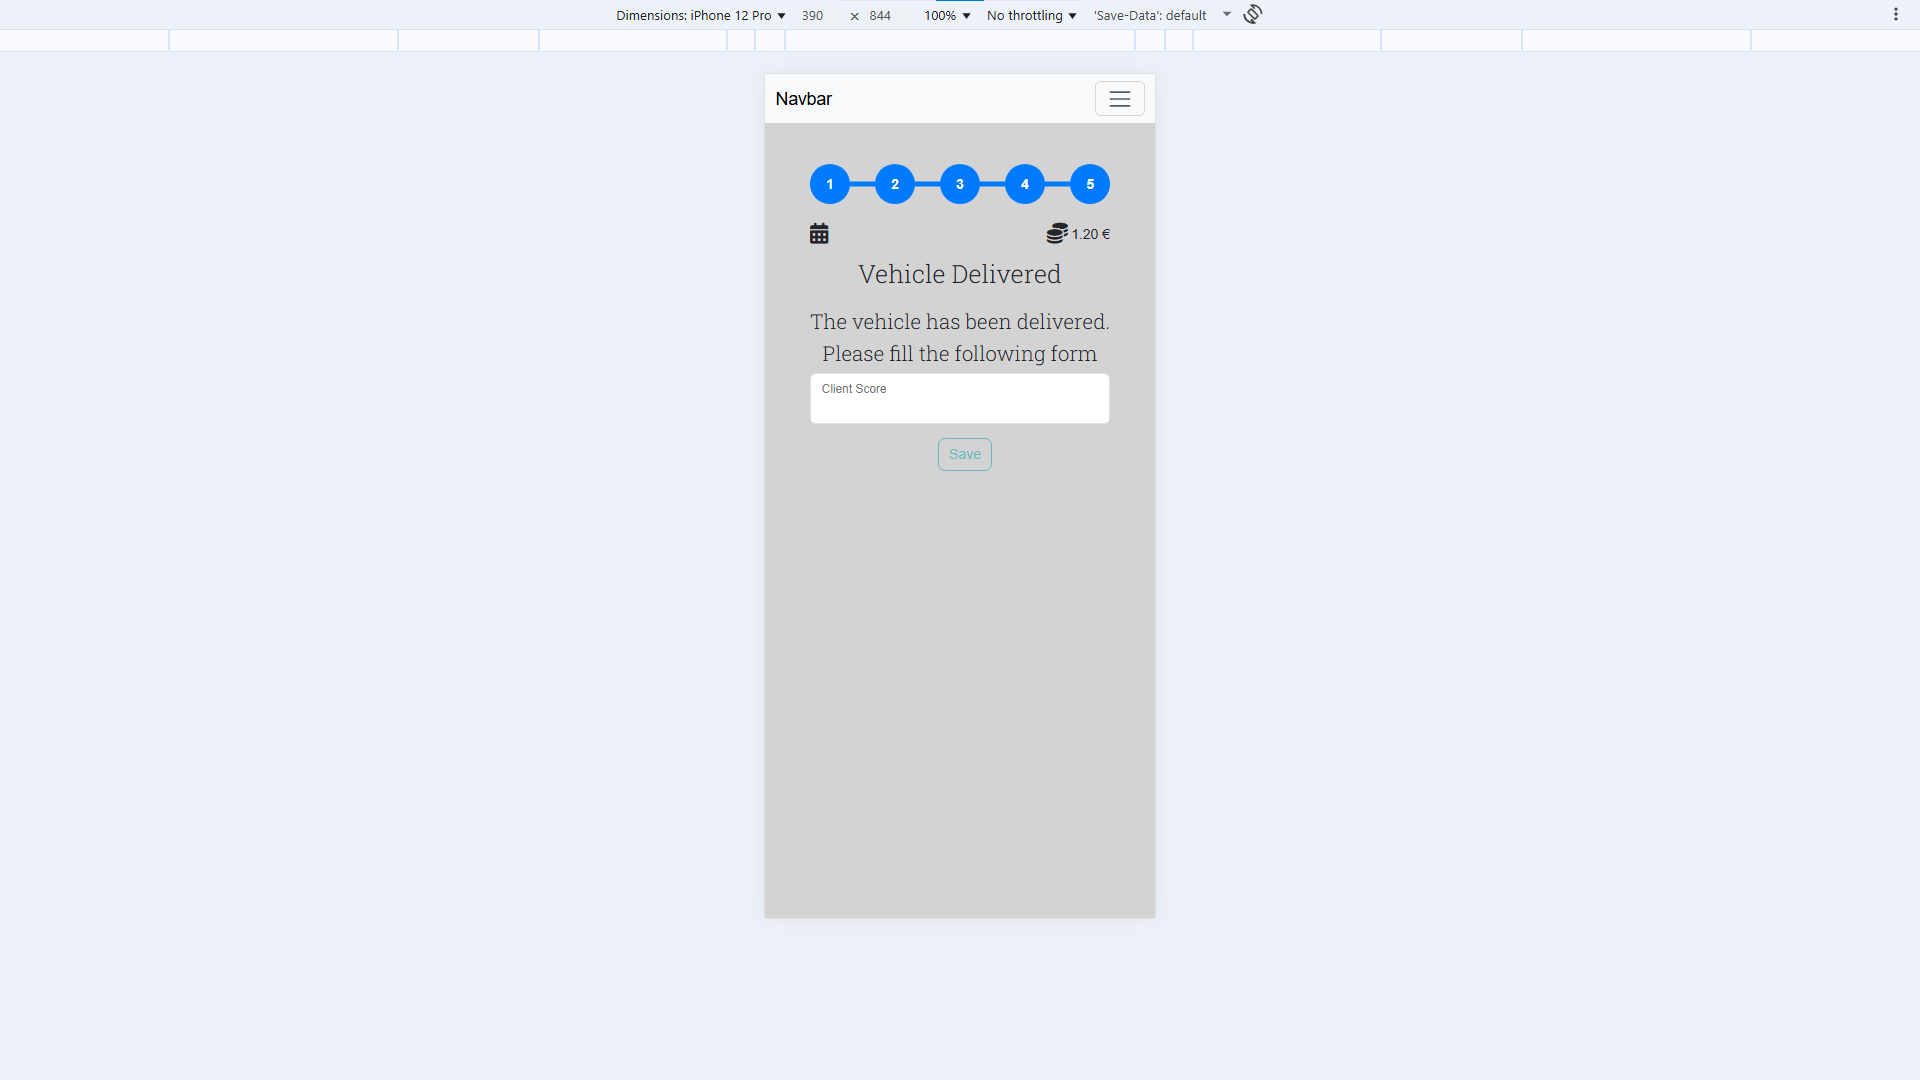 Dimensions: iPhone 12 Pro ▼ 390 × 844 100% ▼ No throttling ▼ 'Save-Data': default
Navbar
1 2 3 4 5
1.20 €
Vehicle Delivered
The vehicle has been delivered.
Please fill the following form
Client Score
Save